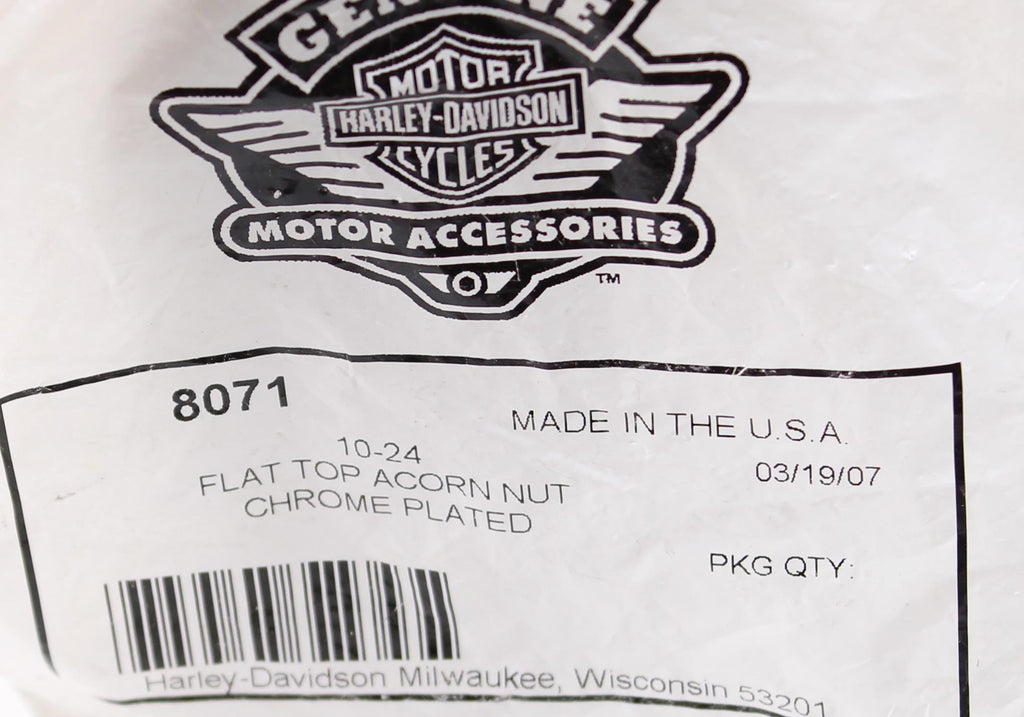 GENUINE
MOTOR
HARLEY-DAVIDSON
CYCLES
MOTOR ACCESSORIES
TM
8071
MADE IN THE U.S.A.
10-24
03/19/07
FLAT TOP ACORN NUT
CHROME PLATED
PKG QTY:
Harley-Davidson Milwaukee, Wisconsin 53201